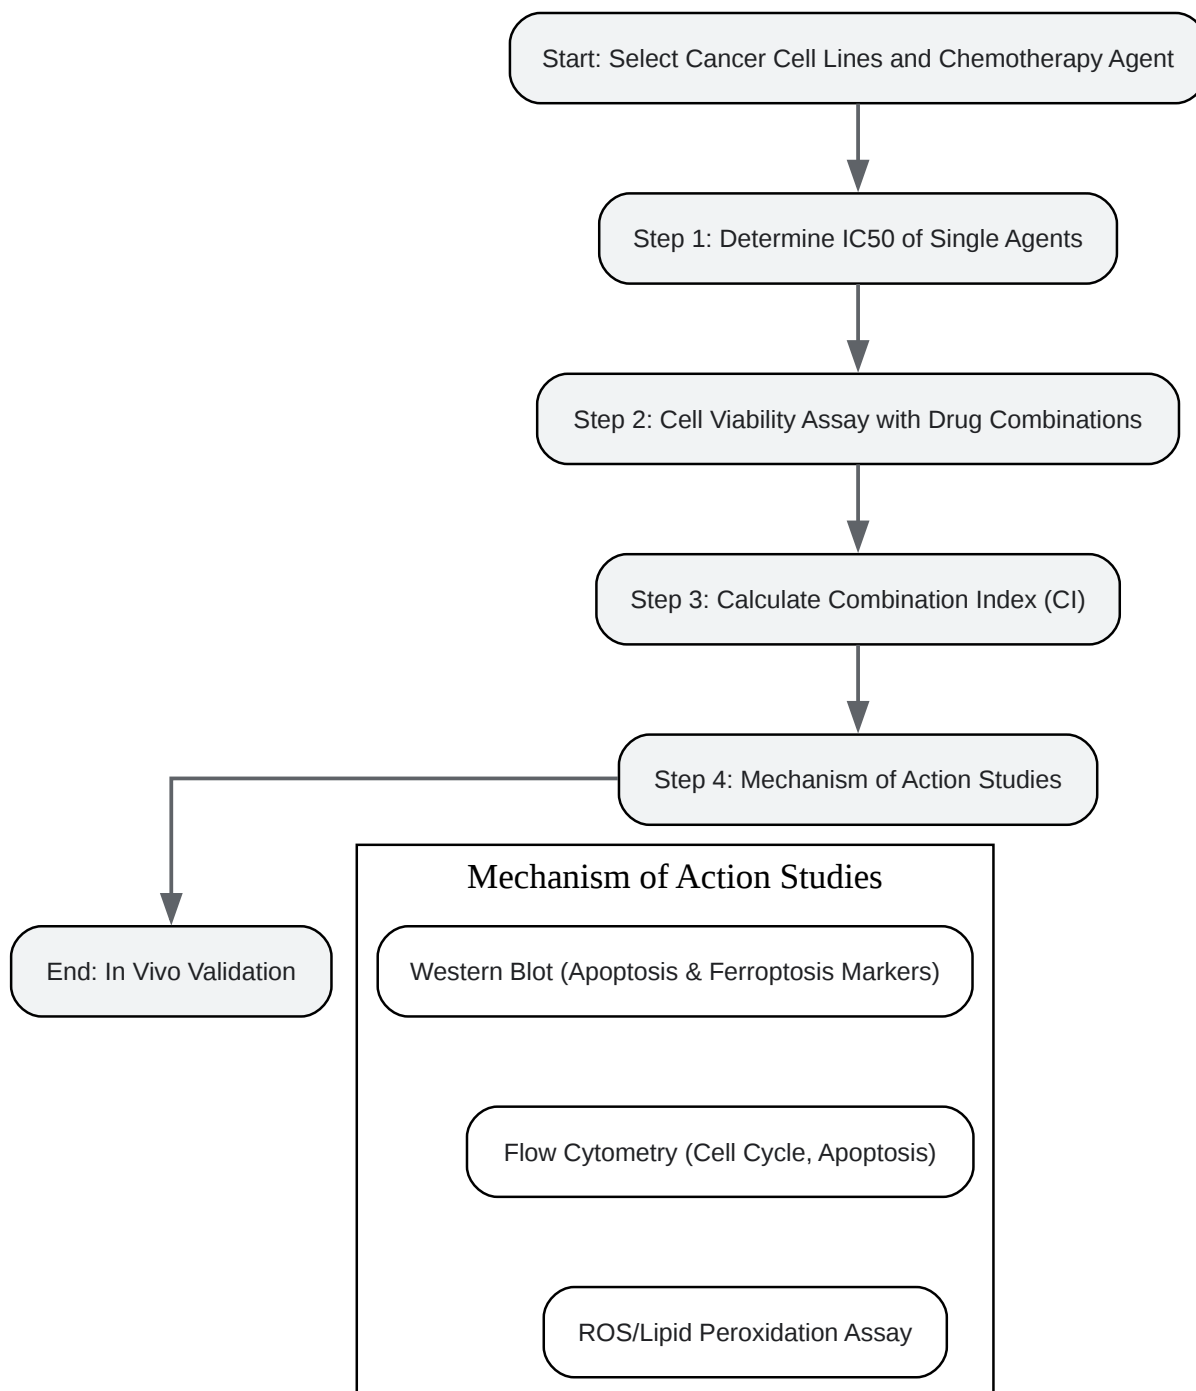 Start: Select Cancer Cell Lines and Chemotherapy Agent
Step 1: Determine IC50 of Single Agents
Step 2: Cell Viability Assay with Drug Combinations
Step 3: Calculate Combination Index (CI)
Step 4: Mechanism of Action Studies
Mechanism of Action Studies
End: In Vivo Validation
Western Blot (Apoptosis & Ferroptosis Markers)
Flow Cytometry (Cell Cycle, Apoptosis)
ROS/Lipid Peroxidation Assay